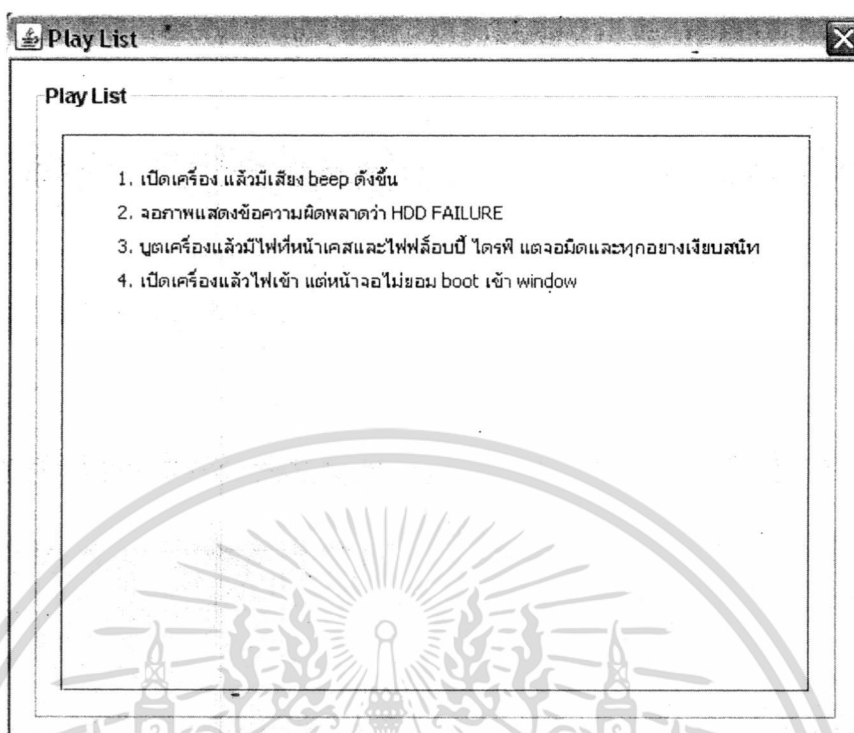 Play List
Play List
1. เปิดเครื่อง แล้วมีเสียง beep ดังขึ้น
2. จอภาพแสดงข้อความผิดพลาดว่า HDD FAILURE
3. บูตเครื่องแล้วมีไฟที่หน้าเคสและไฟฟล็อบปี้ ไดรฟ์ แตจอมืดและทุกอยางเงียบสนิท
4. เปิดเครื่องแล้วไฟเข้า แต่หน้าจอไม่ยอม boot เข้า window